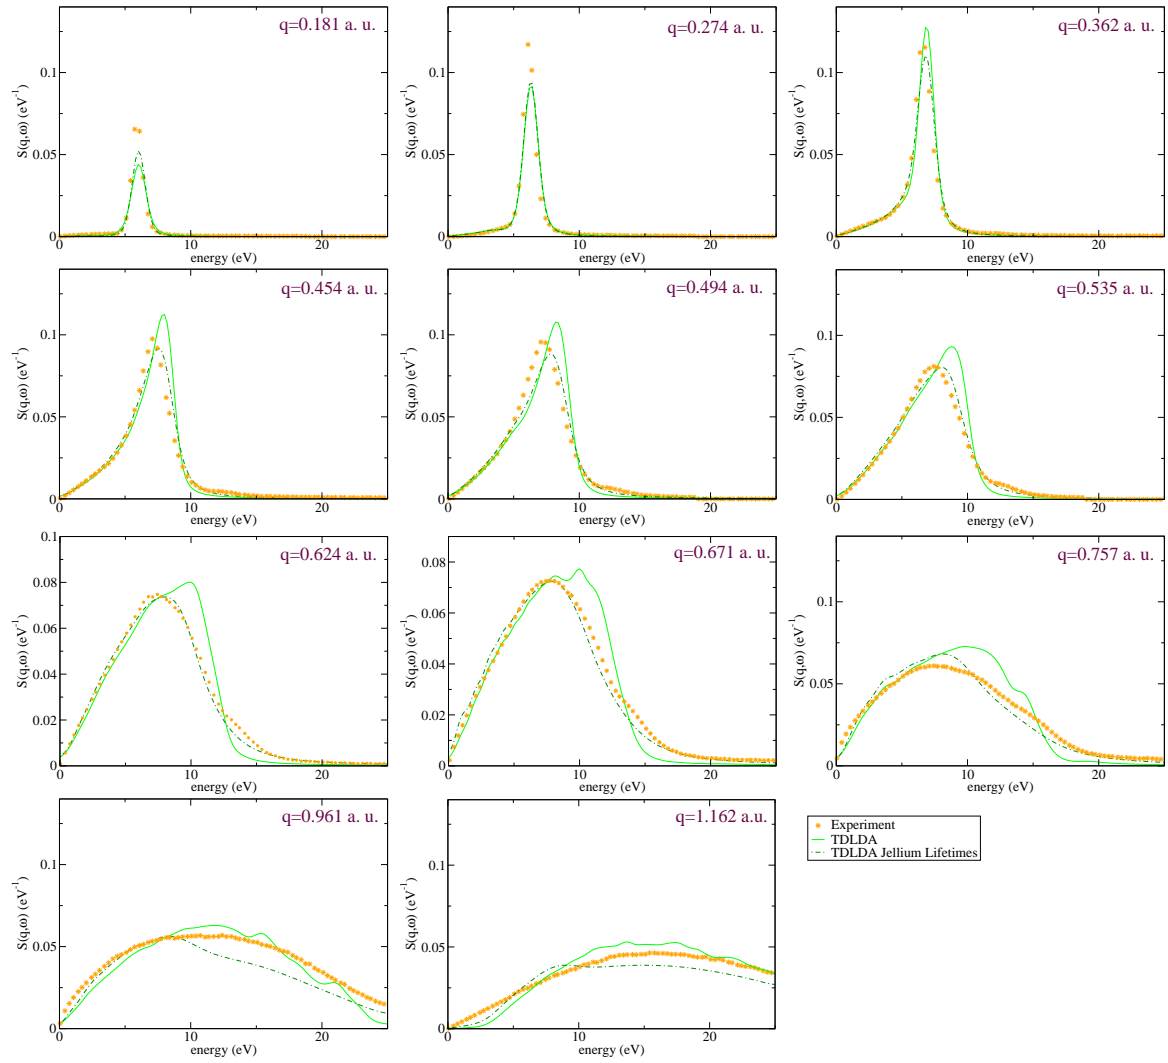 q=0.181 a. u.
S(q,ω) (eV⁻¹)
0.1
0.05
0
0 10 20
energy (eV)
q=0.274 a. u.
S(q,ω) (eV⁻¹)
0.1
0.05
0
0 10 20
energy (eV)
q=0.362 a. u.
S(q,ω) (eV⁻¹)
0.1
0.05
0
0 10 20
energy (eV)
q=0.454 a. u.
S(q,ω) (eV⁻¹)
0.1
0.05
0
0 10 20
energy (eV)
q=0.494 a. u.
S(q,ω) (eV⁻¹)
0.1
0.05
0
0 10 20
energy (eV)
q=0.535 a. u.
S(q,ω) (eV⁻¹)
0.1
0.05
0
0 10 20
energy (eV)
q=0.624 a. u.
S(q,ω) (eV⁻¹)
0.1
0.08
0.06
0.04
0.02
0
0 10 20
energy (eV)
q=0.671 a. u.
S(q,ω) (eV⁻¹)
0.08
0.06
0.04
0.02
0
0 10 20
energy (eV)
q=0.757 a. u.
S(q,ω) (eV⁻¹)
0.1
0.05
0
0 10 20
energy (eV)
q=0.961 a. u.
S(q,ω) (eV⁻¹)
0.1
0.05
0
0 10 20
energy (eV)
q=1.162 a.u.
S(q,ω) (eV⁻¹)
0.1
0.05
0
0 10 20
energy (eV)
Experiment
TDLDA
TDLDA Jellium Lifetimes